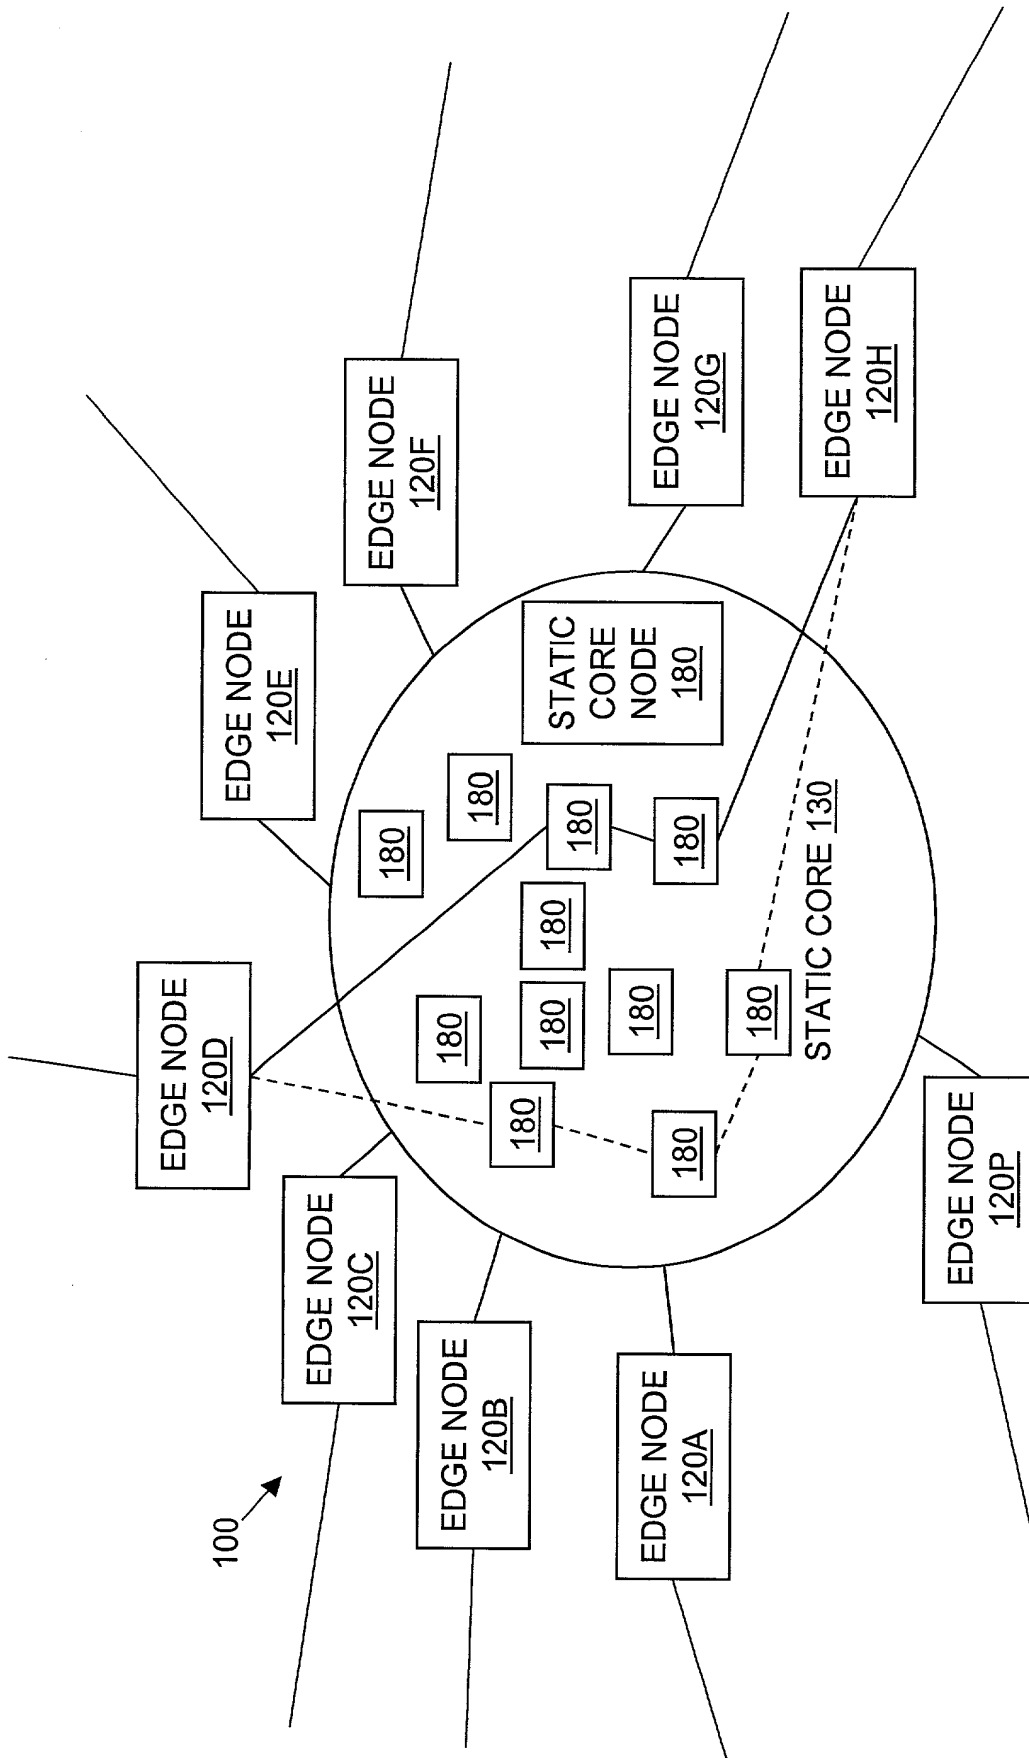 EDGE NODE
120D
100
EDGE NODE
120E
EDGE NODE
120C
EDGE NODE
120F
180
EDGE NODE
120B
180
180
180
180
180
180
STATIC
CORE
NODE
180
180
EDGE NODE
120A
180
180
EDGE NODE
120G
180
STATIC CORE 130
EDGE NODE
120H
EDGE NODE
120P